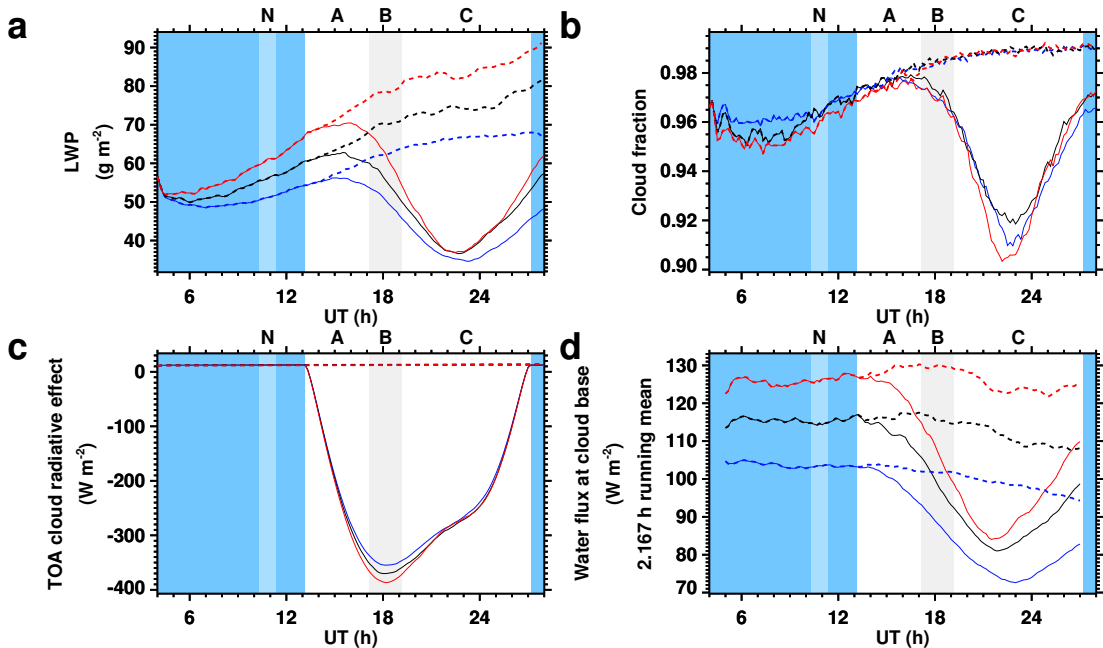 a
N A B C
90
80
70
60
50
40
LWP
(g m-2)
6 12 18 24
UT (h)
b
N A B C
0.98
0.96
0.94
0.92
0.90
Cloud fraction
6 12 18 24
UT (h)
c
N A B C
0
-100
-200
-300
-400
TOA cloud radiative effect
(W m-2)
6 12 18 24
UT (h)
d
N A B C
130
120
110
100
90
80
70
Water flux at cloud base
2.167 h running mean
(W m-2)
6 12 18 24
UT (h)